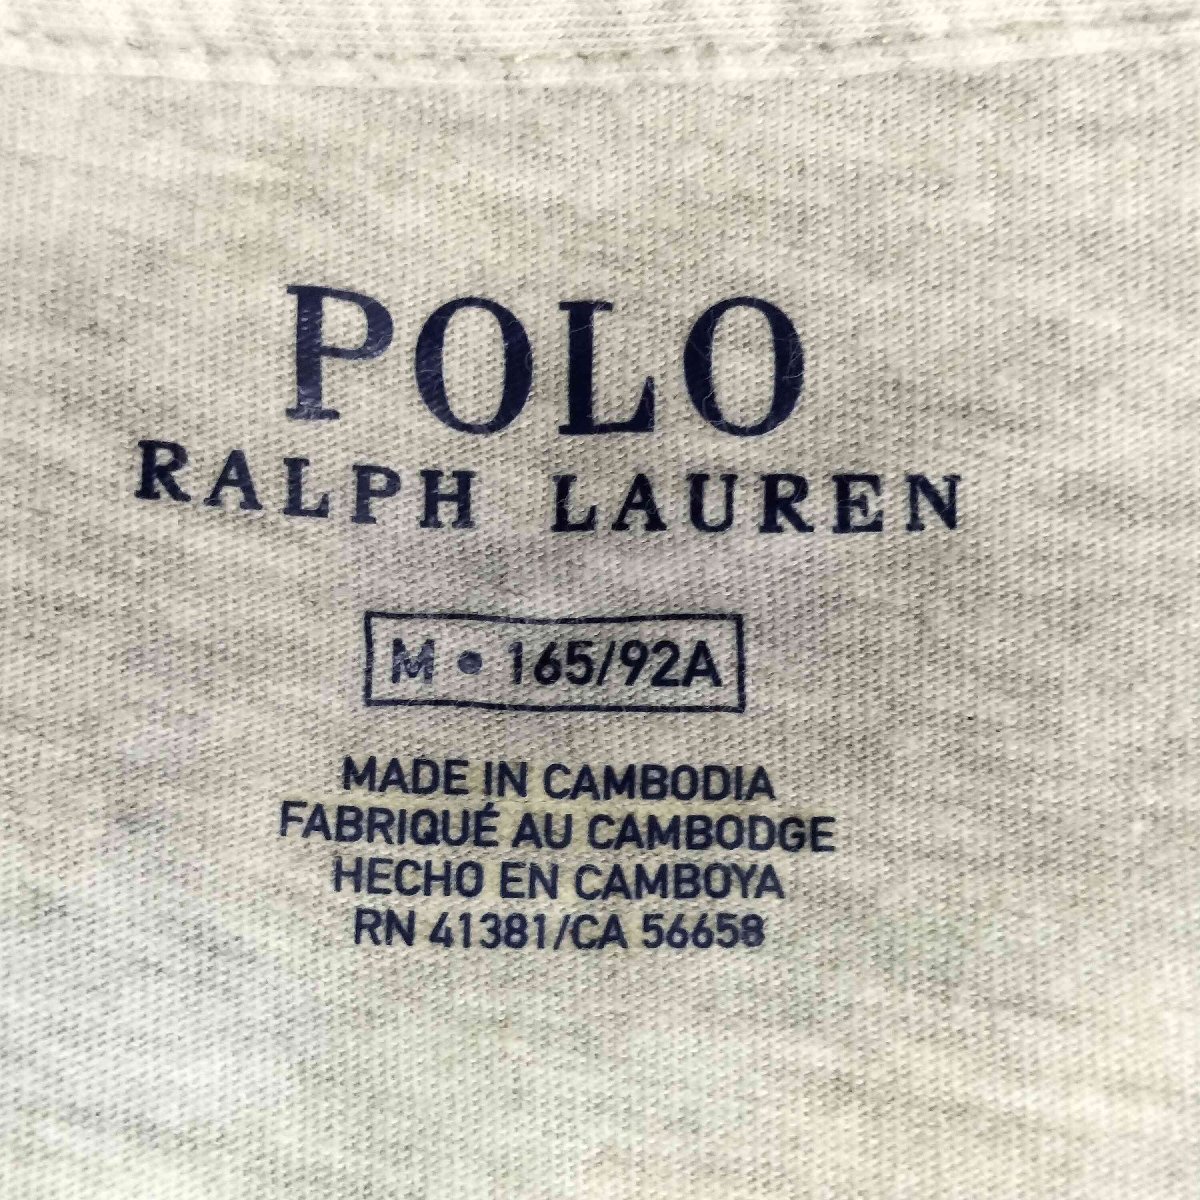 POLO
RALPH LAUREN
M • 165/92A
MADE IN CAMBODIA
FABRIQUÉ AU CAMBODGE
HECHO EN CAMBOYA
RN 41381/CA 56658